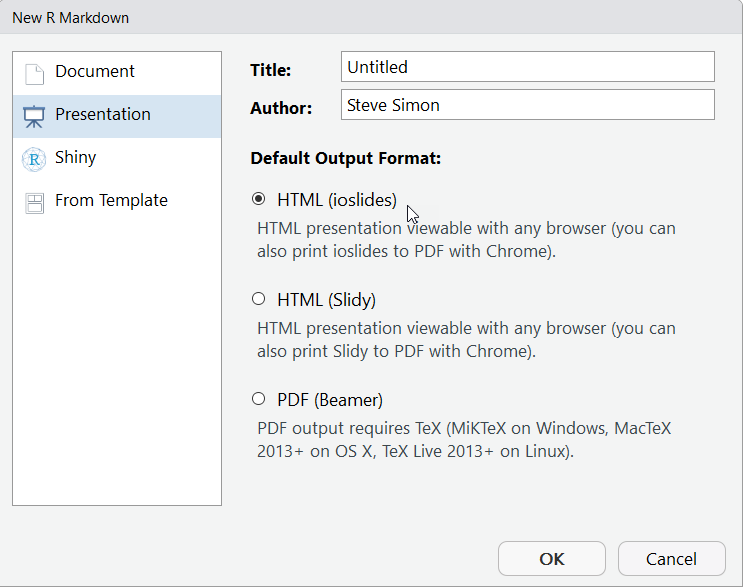 New R Markdown
Document
Presentation
R Shiny
From Template
Title: Untitled
Author: Steve Simon
Default Output Format:
HTML (ioslides)
HTML presentation viewable with any browser (you can
also print ioslides to PDF with Chrome).
HTML (Slidy)
HTML presentation viewable with any browser (you can
also print Slidy to PDF with Chrome).
PDF (Beamer)
PDF output requires TeX (MiKTeX on Windows, MacTeX
2013+ on OS X, TeX Live 2013+ on Linux).
OK Cancel